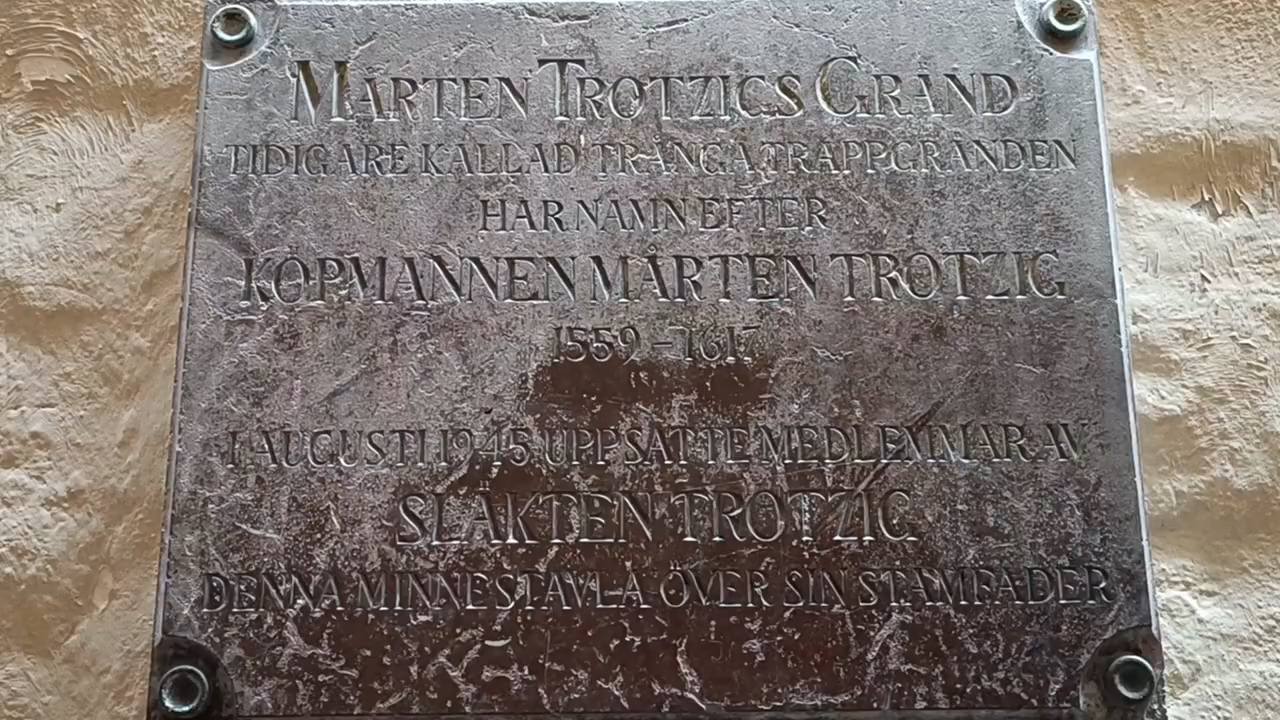 MÅRTEN TROTZIGS GRÄND
TIDIGARE KALLAD TRÅNGA TRAPPGRÄNDEN
HAR NAMN EFTER
KÖPMANNEN MÅRTEN TROTZIG
1559-1617
I AUGUSTI 1945 UPPSATTE MEDLEMMAR AV
SLÄKTEN TROTZIG
DENNA MINNESTAVLA ÖVER SIN STAMFADER